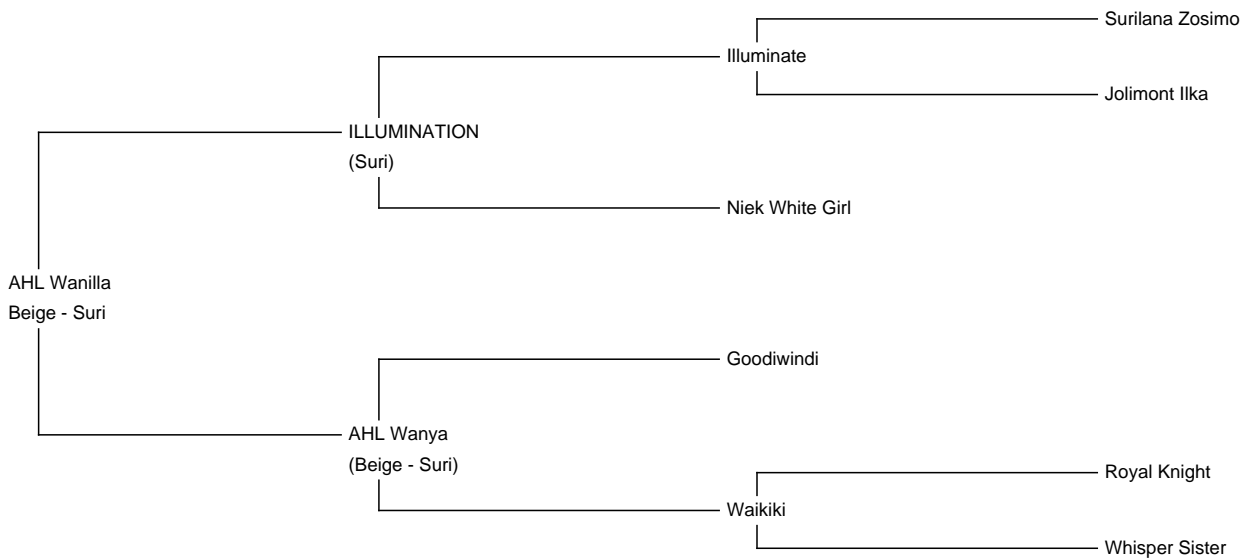 Surilana Zosimo
Illuminate
Jolimont Ilka
ILLUMINATION
(Suri)
Niek White Girl
AHL Wanilla
Beige - Suri
Goodiwindi
AHL Wanya
(Beige - Suri)
Royal Knight
Waikiki
Whisper Sister